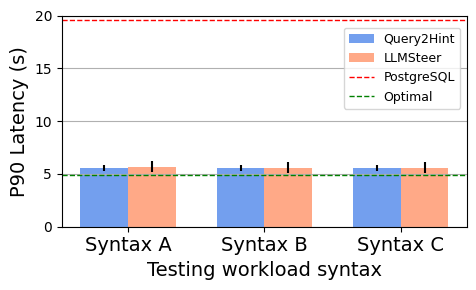 P90 Latency (s)
20
15
10
5
0
Query2Hint
LLMSteer
PostgreSQL
Optimal
Syntax A
Syntax B
Syntax C
Testing workload syntax